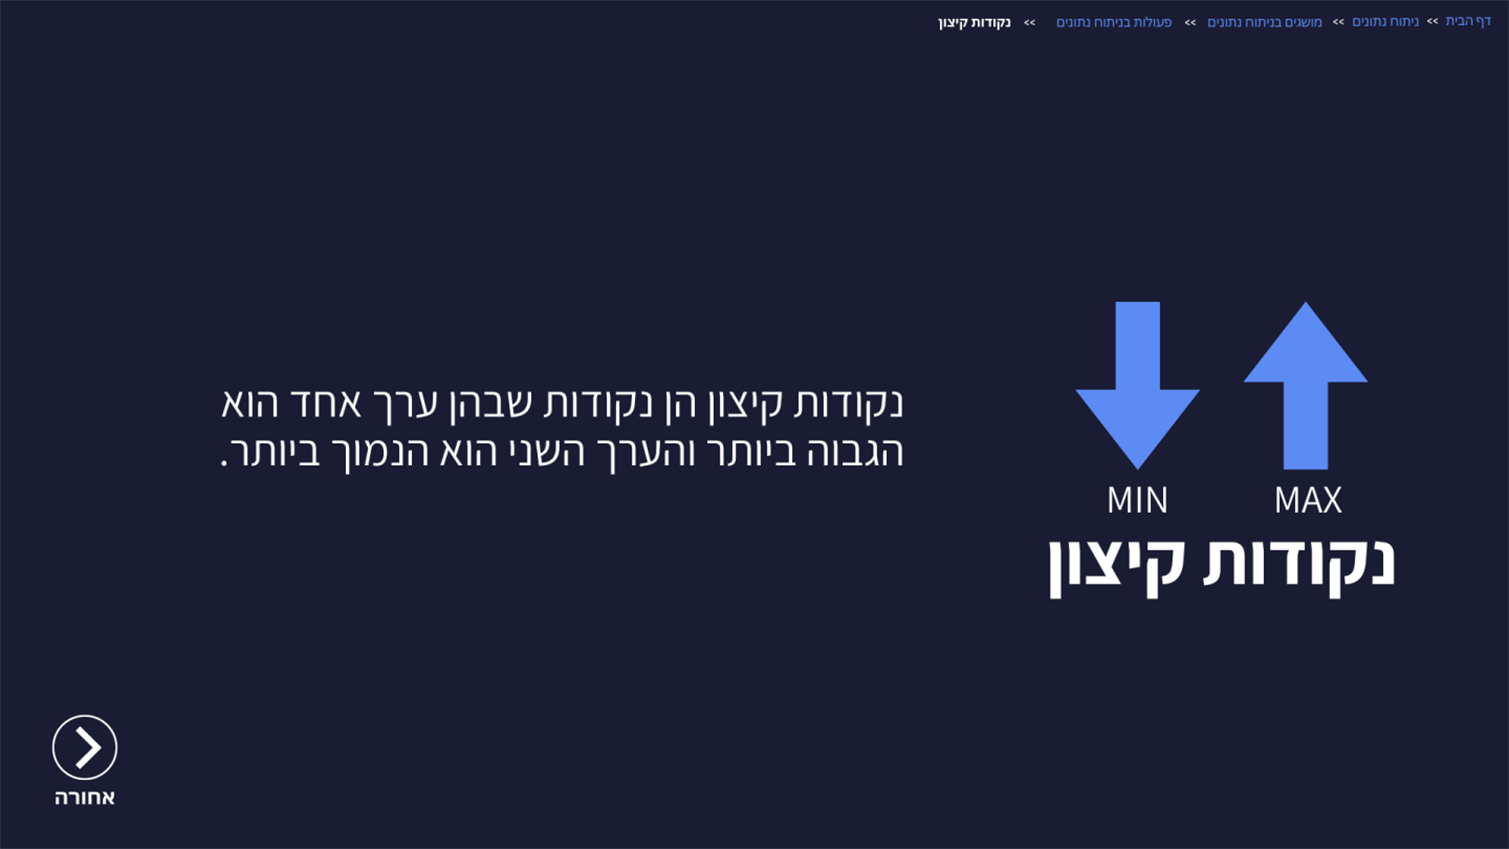 דף הבית >> ניתוח נתונים >> מושגים בניתוח נתונים >> פעולות בניתוח נתונים >> נקודות קיצון
MAX
MIN
נקודות קיצון
נקודות קיצון הן נקודות שבהן ערך אחד הוא
הגבוה ביותר והערך השני הוא הנמוך ביותר.
אחורה